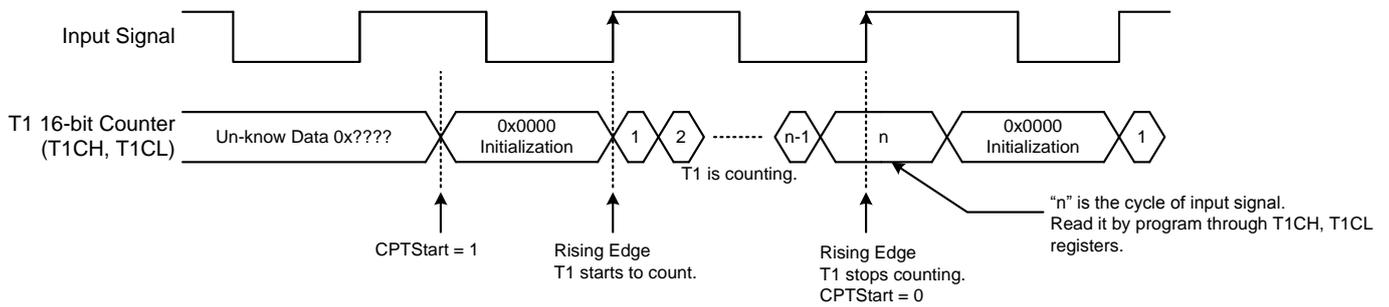 Input Signal
T1 16-bit Counter
(T1CH, T1CL)
Un-know Data 0x????
0x0000
Initialization
1
2
n-1
n
0x0000
Initialization
1
T1 is counting.
CPTStart = 1
Rising Edge
T1 starts to count.
Rising Edge
T1 stops counting.
CPTStart = 0
“n” is the cycle of input signal.
Read it by program through T1CH, T1CL
registers.